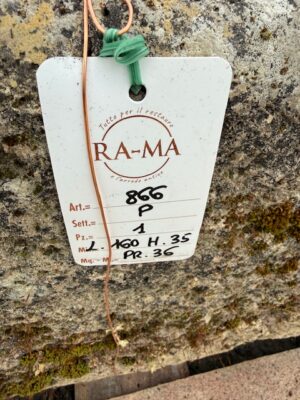 Tutto per il restauro
RA-MA
e l'arredo antico
Art.= 866
Sett.= P
Pz.= 1
L. 160 H. 35
Mq. - M PR. 36